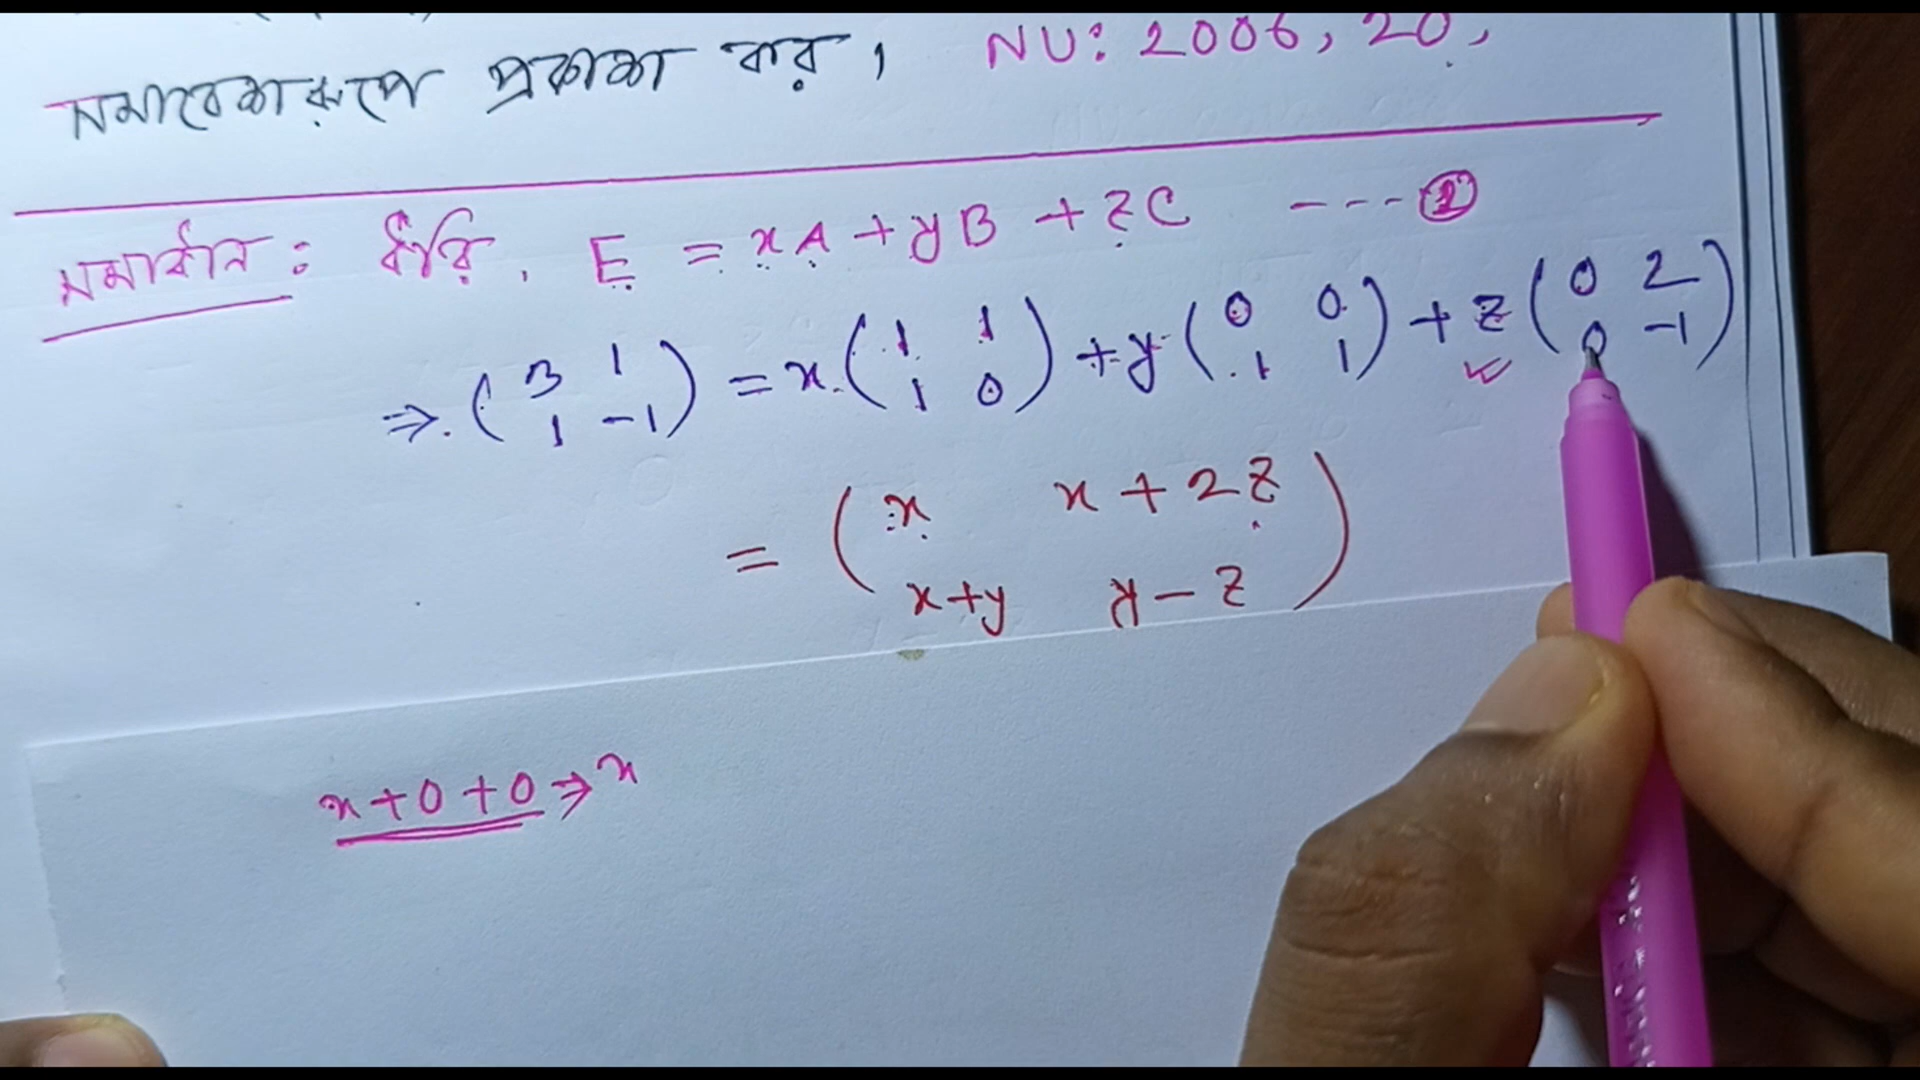 সমাবেশরূপে প্রকাশ কর। NU: 2006, 20,
সমাধান: ধরি, E = xA + yB + zC ---- ①
⇒ (3 1
1 -1) = x (1 1
1 0) + y (0 0
1 1) + z (0 2
0 -1)
= (x x + 2z
x+y y - z)
x + 0 + 0 ⇒ x